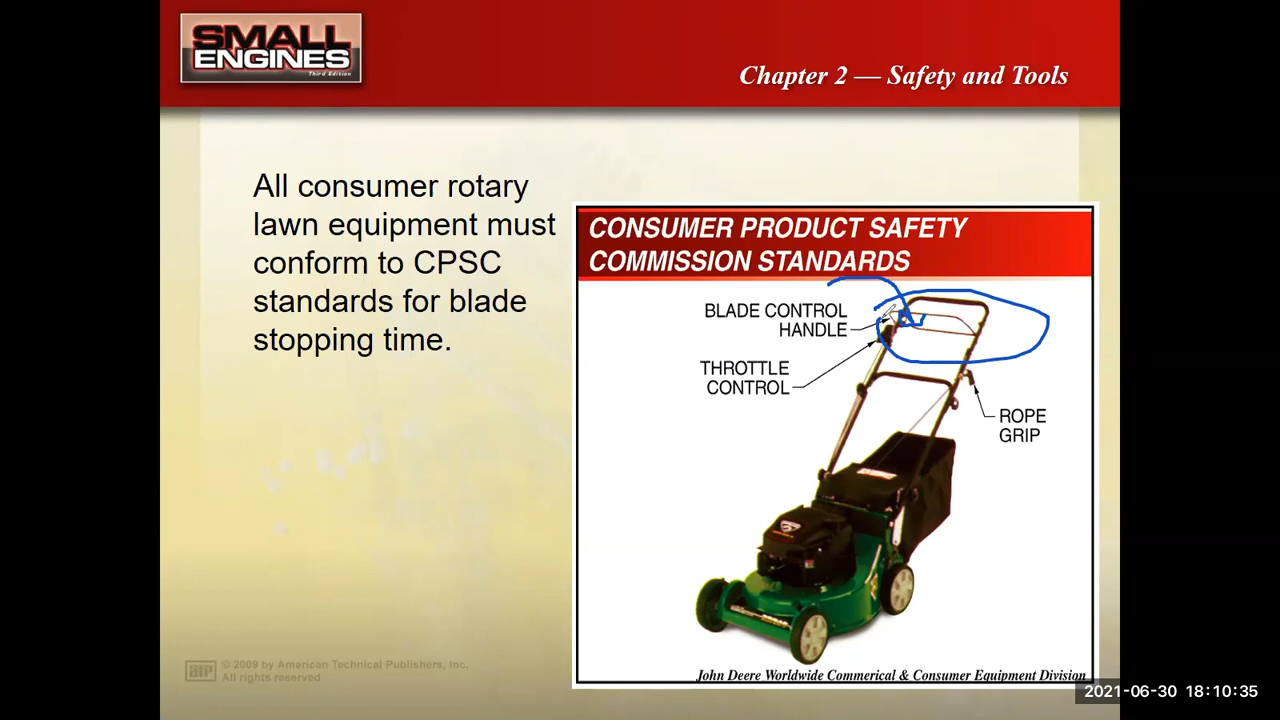 SMALL
ENGINES
Third Edition
Chapter 2 — Safety and Tools
All consumer rotary
lawn equipment must
conform to CPSC
standards for blade
stopping time.
CONSUMER PRODUCT SAFETY
COMMISSION STANDARDS
BLADE CONTROL
HANDLE
THROTTLE
CONTROL
ROPE
GRIP
John Deere Worldwide Commerical & Consumer Equipment Division
© 2009 by American Technical Publishers, Inc.
All rights reserved
2021-06-30 18:10:35